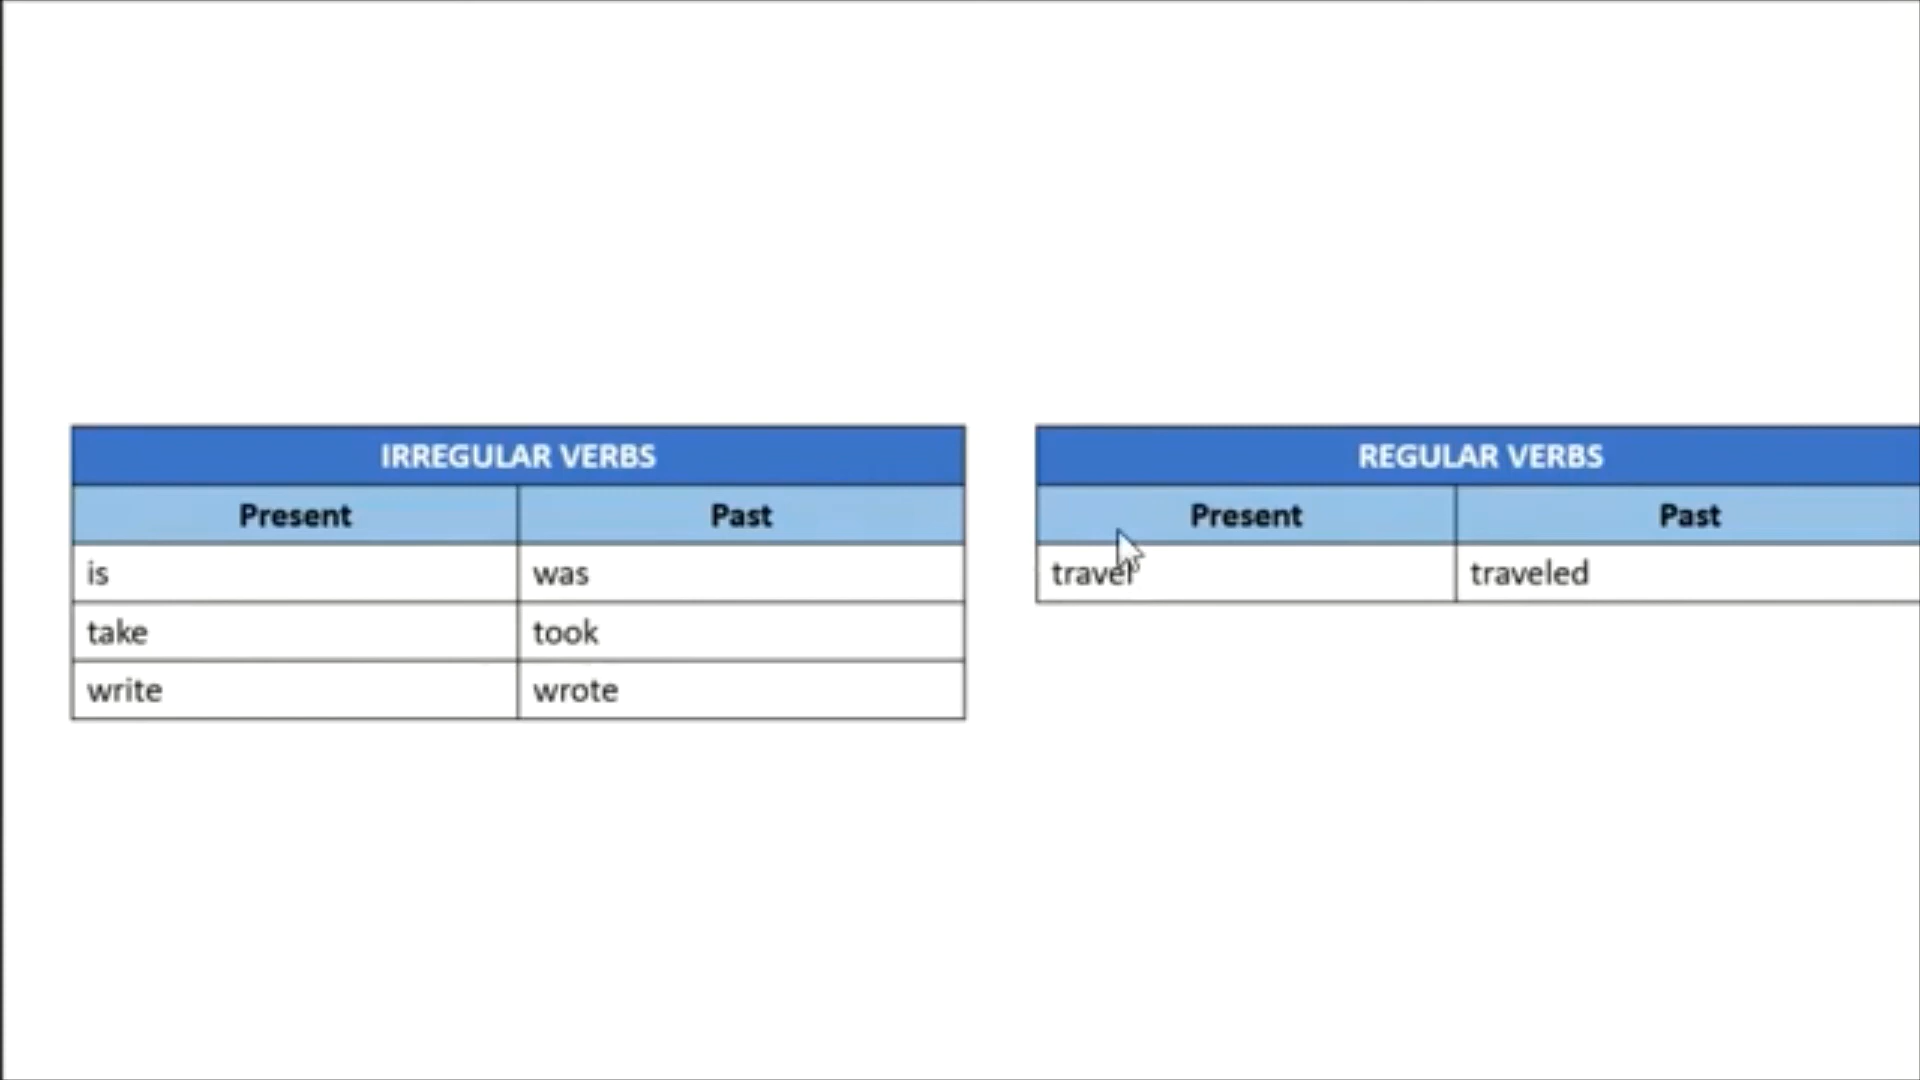 IRREGULAR VERBS
Present Past
is was
take took
write wrote
REGULAR VERBS
Present Past
travel traveled